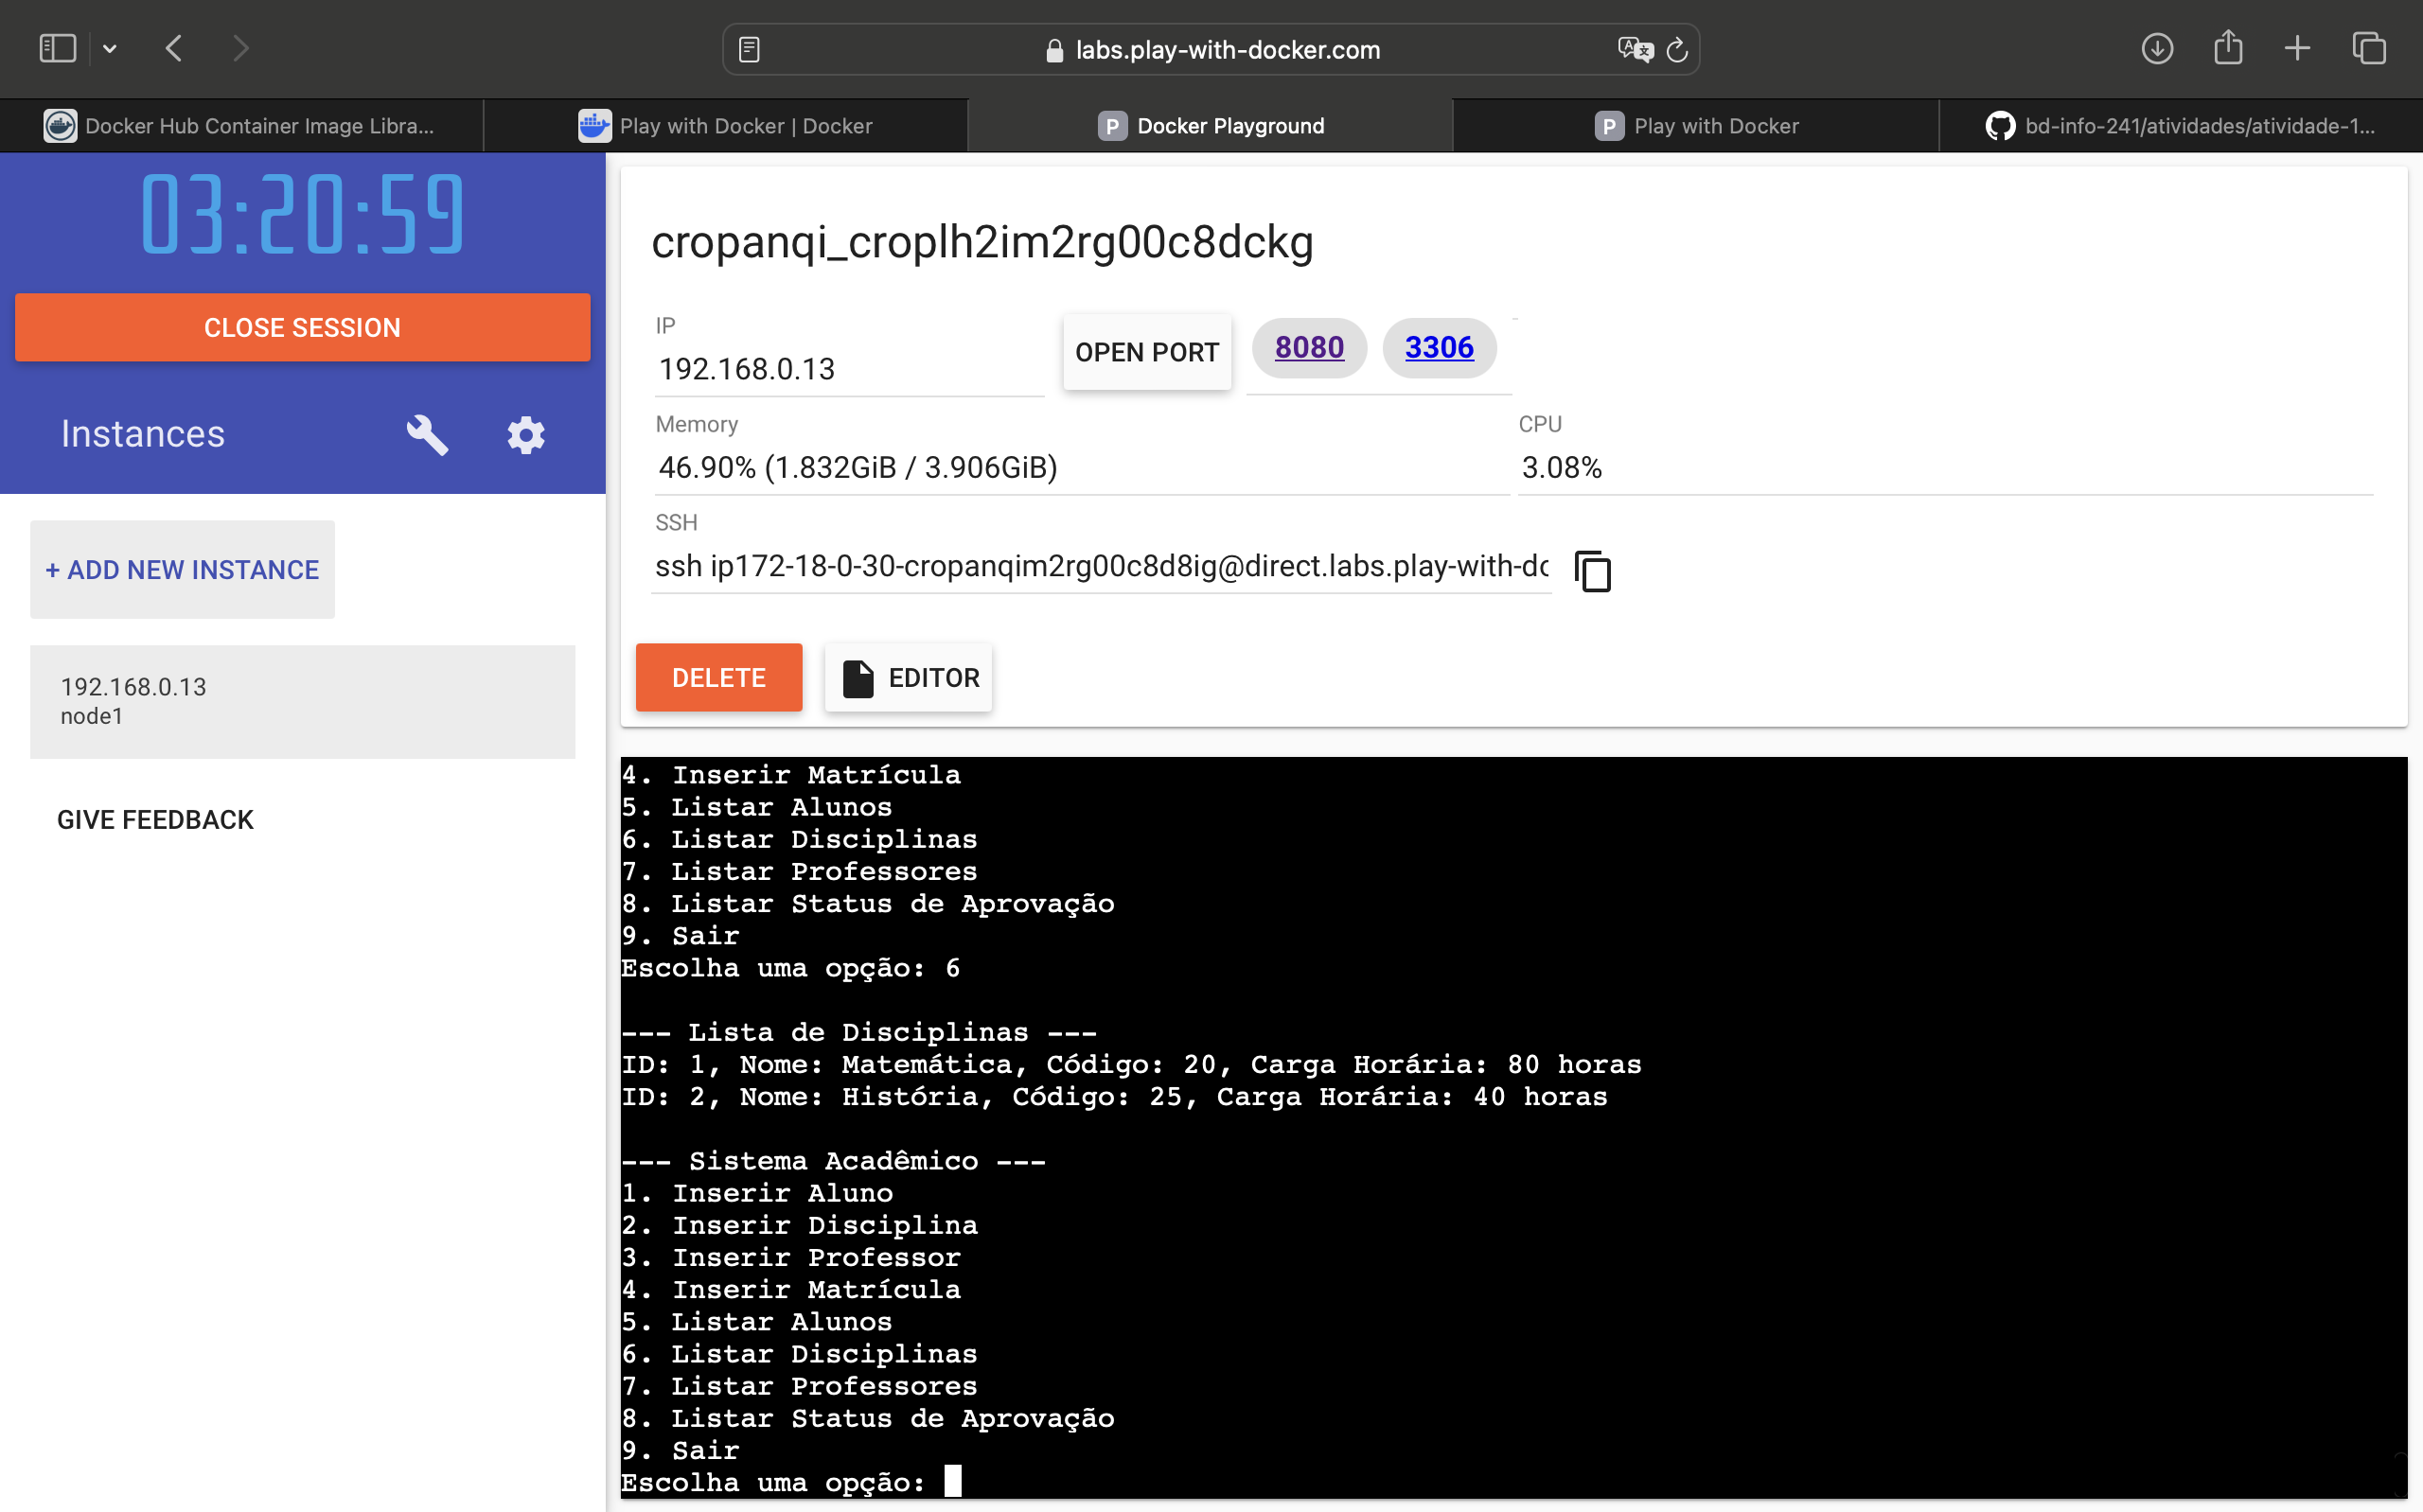 labs.play-with-docker.com
Docker Hub Container Image Libra...
Play with Docker | Docker
P Docker Playground
P Play with Docker
bd-info-241/atividades/atividade-1...
03:20:59
CLOSE SESSION
Instances
+ ADD NEW INSTANCE
192.168.0.13
node1
GIVE FEEDBACK
cropanqi_croplh2im2rg00c8dckg
IP
192.168.0.13
OPEN PORT
8080
3306
Memory
46.90% (1.832GiB / 3.906GiB)
CPU
3.08%
SSH
ssh ip172-18-0-30-cropanqim2rg00c8d8ig@direct.labs.play-with-dc
DELETE
EDITOR
4. Inserir Matrícula
5. Listar Alunos
6. Listar Disciplinas
7. Listar Professores
8. Listar Status de Aprovação
9. Sair
Escolha uma opção: 6
--- Lista de Disciplinas ---
ID: 1, Nome: Matemática, Código: 20, Carga Horária: 80 horas
ID: 2, Nome: História, Código: 25, Carga Horária: 40 horas
--- Sistema Acadêmico ---
1. Inserir Aluno
2. Inserir Disciplina
3. Inserir Professor
4. Inserir Matrícula
5. Listar Alunos
6. Listar Disciplinas
7. Listar Professores
8. Listar Status de Aprovação
9. Sair
Escolha uma opção: